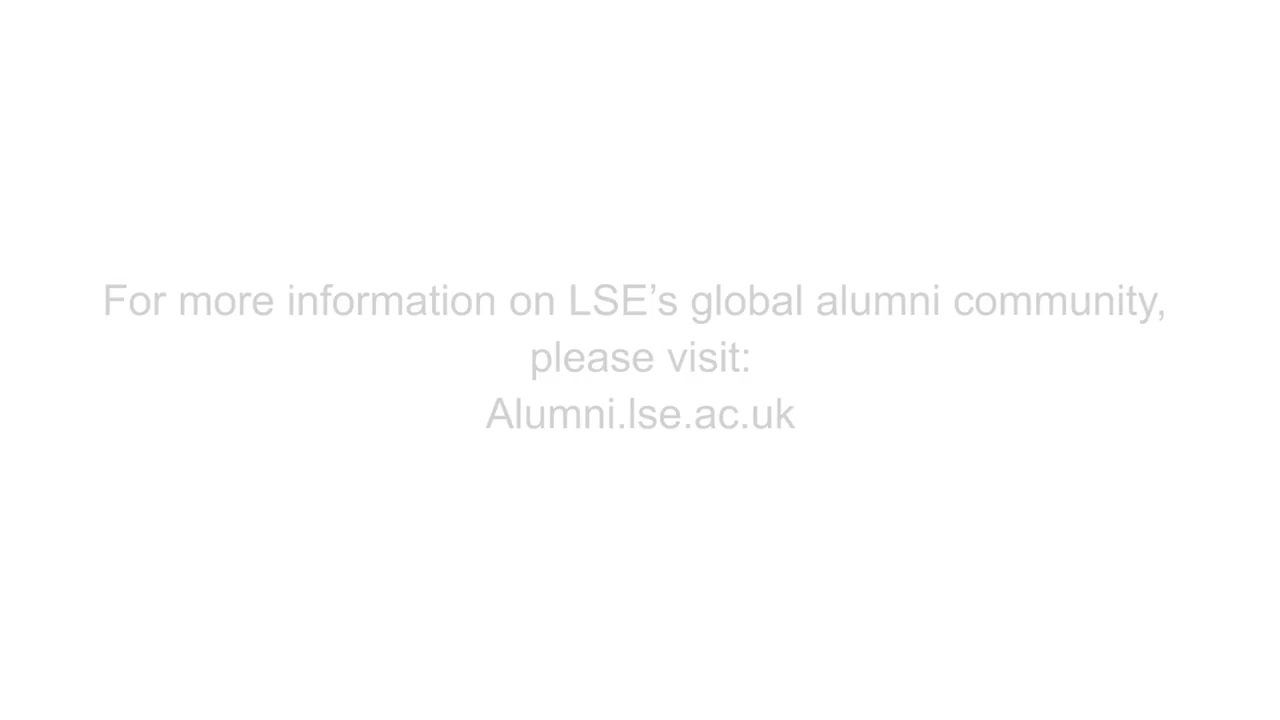 For more information on LSE’s global alumni community,
please visit:
Alumni.lse.ac.uk